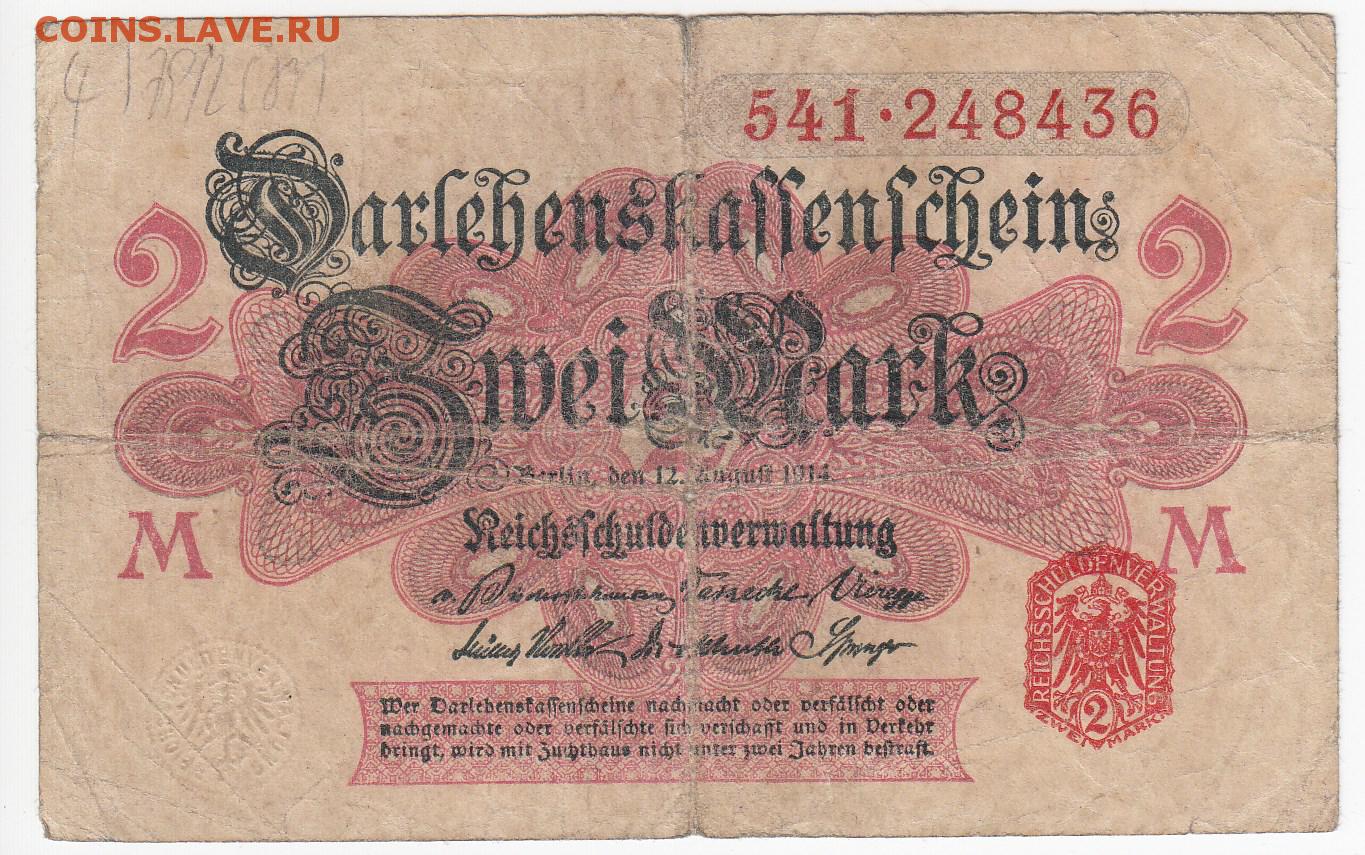 COINS.LAVE.RU
541·248436
Darlehenskassenschein
2 2
Zwei Mark
Berlin, den 12. August 1914.
M M
Reichsschuldenverwaltung
Wer Darlehenskassenscheine nachmacht oder verfälscht oder
nachgemachte oder verfälschte sich verschafft und in Verkehr
bringt, wird mit Zuchthaus nicht unter zwei Jahren bestraft.
REICHSSCHULDENVERWALTUNG
2
ZWEI MARK